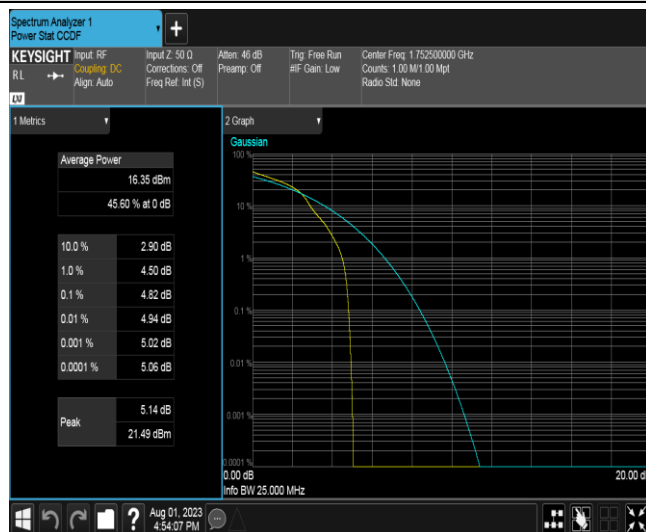 Spectrum Analyzer 1
Power Stat CCDF
KEYSIGHT
RL
Input: RF
Coupling: DC
Align: Auto
Input Z: 50 Ω
Corrections: Off
Freq Ref: Int (S)
Atten: 46 dB
Preamp: Off
Trig: Free Run
#IF Gain: Low
Center Freq: 1.752500000 GHz
Counts: 1.00 M/1.00 Mpt
Radio Std: None
1 Metrics
Average Power
16.35 dBm
45.60 % at 0 dB
10.0 % 2.90 dB
1.0 % 4.50 dB
0.1 % 4.82 dB
0.01 % 4.94 dB
0.001 % 5.02 dB
0.0001 % 5.06 dB
Peak
5.14 dB
21.49 dBm
2 Graph
Gaussian
100 %
10 %
1 %
0.1 %
0.01 %
0.001 %
0.0001 %
0.00 dB
20.00 d
Info BW 25.000 MHz
Aug 01, 2023
4:54:07 PM